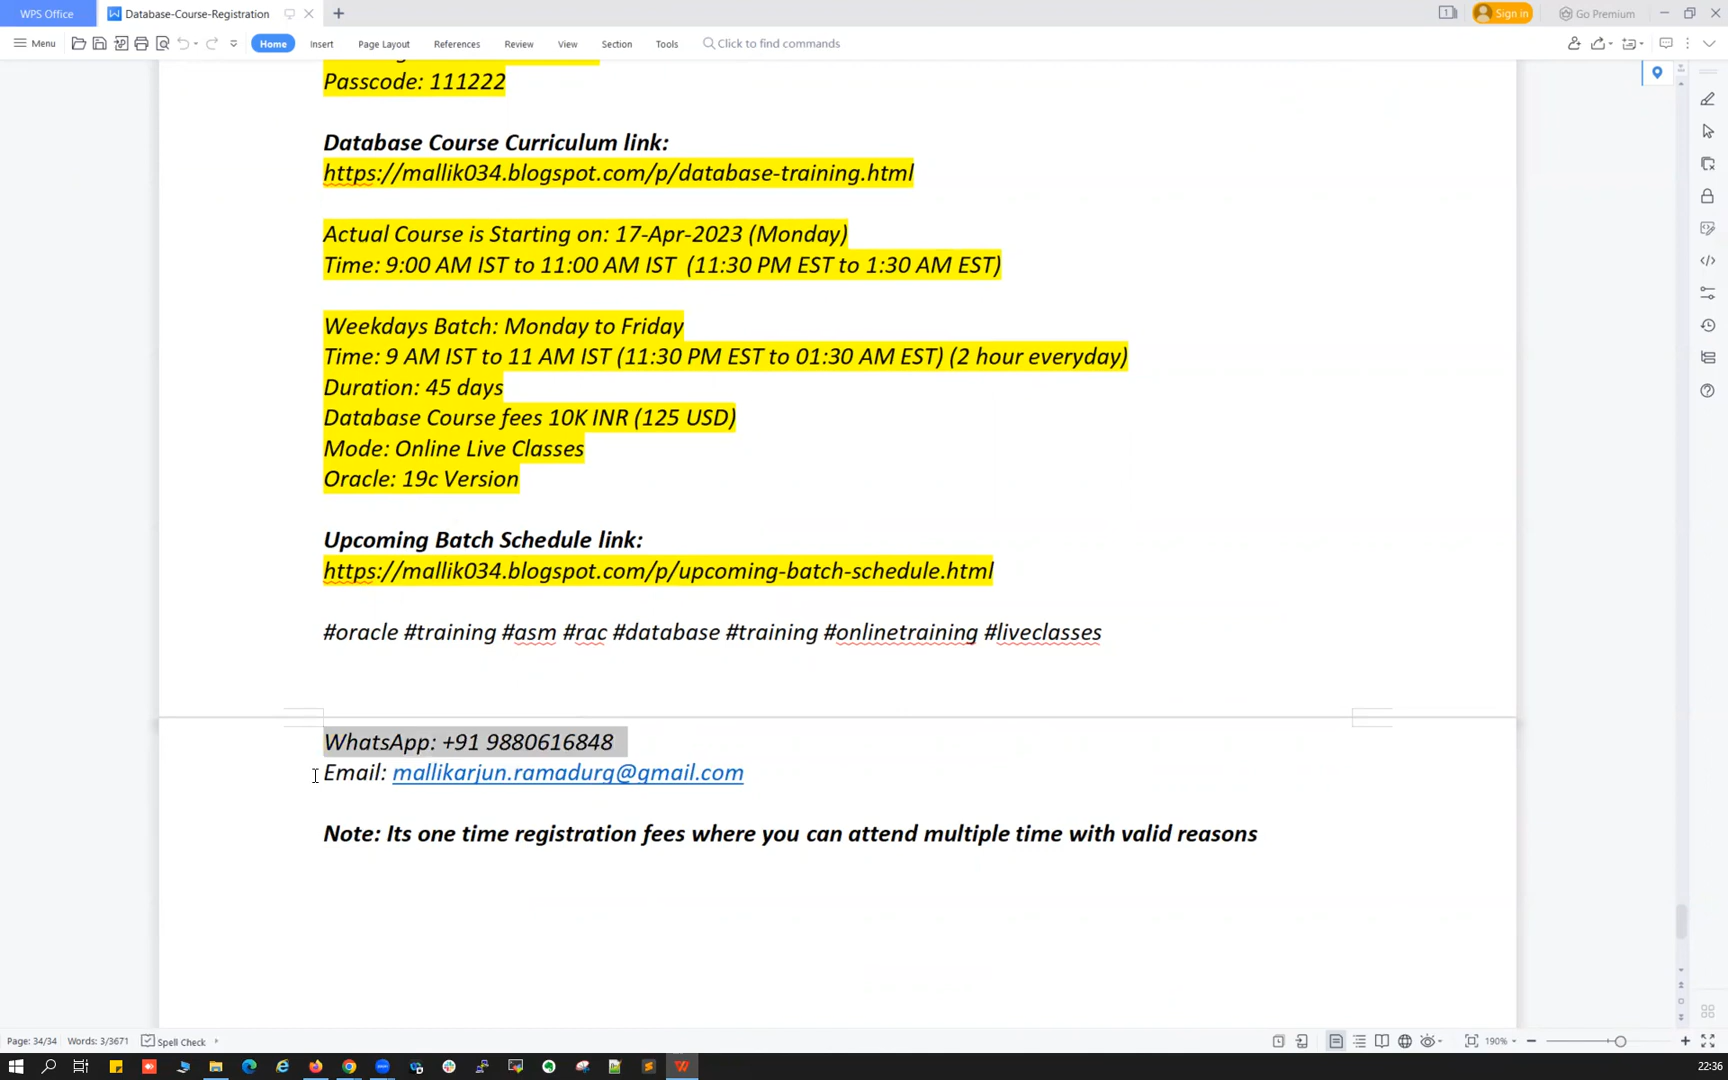 WPS Office
Database-Course-Registration
1
Sign in
Go Premium
Menu
Home
Insert
Page Layout
References
Review
View
Section
Tools
Click to find commands
Passcode: 111222
Database Course Curriculum link:
https://mallik034.blogspot.com/p/database-training.html
Actual Course is Starting on: 17-Apr-2023 (Monday)
Time: 9:00 AM IST to 11:00 AM IST (11:30 PM EST to 1:30 AM EST)
Weekdays Batch: Monday to Friday
Time: 9 AM IST to 11 AM IST (11:30 PM EST to 01:30 AM EST) (2 hour everyday)
Duration: 45 days
Database Course fees 10K INR (125 USD)
Mode: Online Live Classes
Oracle: 19c Version
Upcoming Batch Schedule link:
https://mallik034.blogspot.com/p/upcoming-batch-schedule.html
#oracle #training #asm #rac #database #training #onlinetraining #liveclasses
WhatsApp: +91 9880616848
Email: mallikarjun.ramadurg@gmail.com
Note: Its one time registration fees where you can attend multiple time with valid reasons
Page: 34/34
Words: 3/3671
Spell Check
190%
22:36